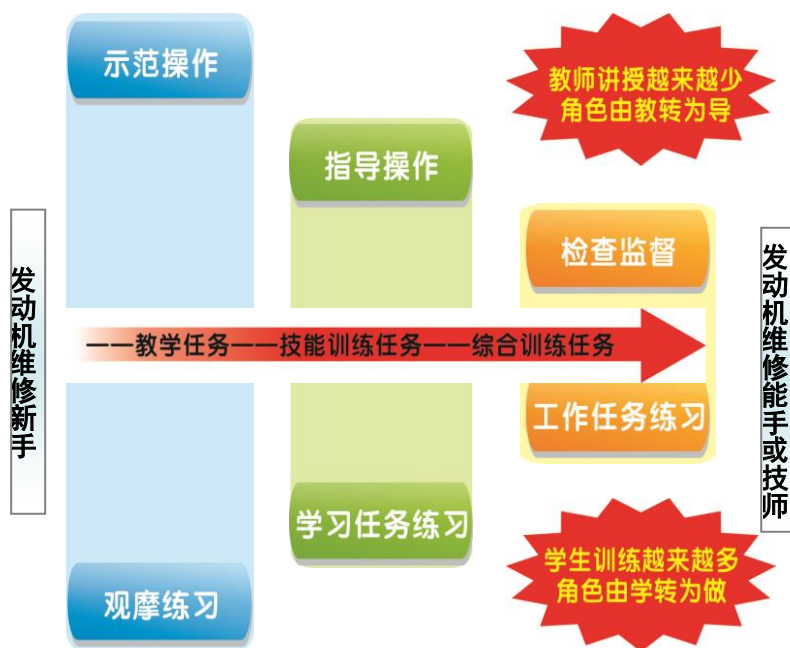 示范操作
教师讲授越来越少
角色由教转为导
指导操作
检查监督
发动机维修新手
——教学任务——技能训练任务——综合训练任务
发动机维修能手或技师
工作任务练习
学习任务练习
学生训练越来越多
角色由学转为做
观摩练习